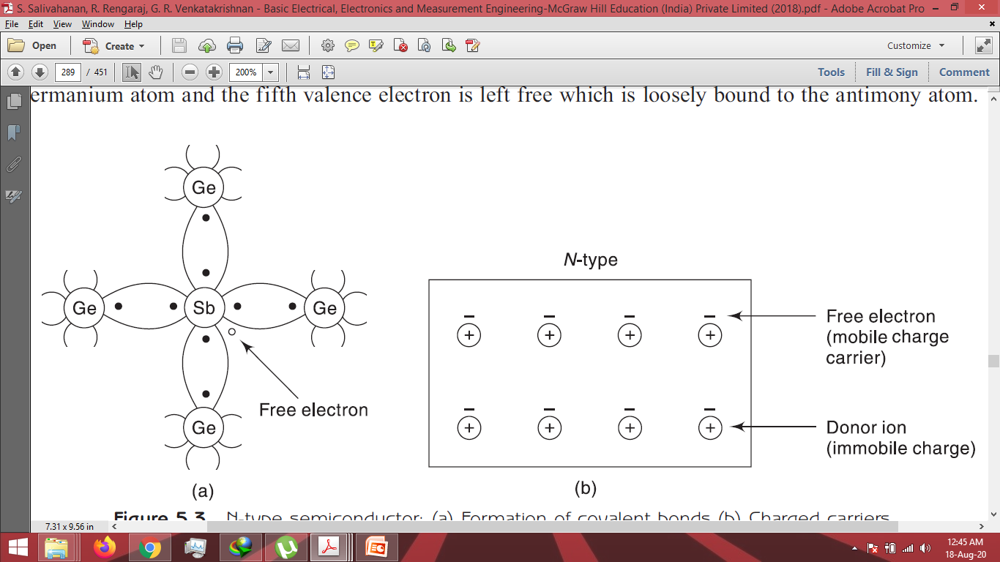 S. Salivahanan, R. Rengaraj, G. R. Venkatakrishnan - Basic Electrical, Electronics and Measurement Engineering-McGraw Hill Education (India) Private Limited (2018).pdf - Adobe Acrobat Pro
File Edit View Window Help
Open Create Customize
289 / 451 200% Tools Fill & Sign Comment
ermanium atom and the fifth valence electron is left free which is loosely bound to the antimony atom.
Ge
N-type
Ge Sb Ge
− − − −
+ + + +
Free electron
(mobile charge
carrier)
Free electron
Ge
− − − −
+ + + +
Donor ion
(immobile charge)
(a)
(b)
Figure 5.3 N-type semiconductor: (a) Formation of covalent bonds (b) Charged carriers
7.31 x 9.56 in
12:45 AM
18-Aug-20